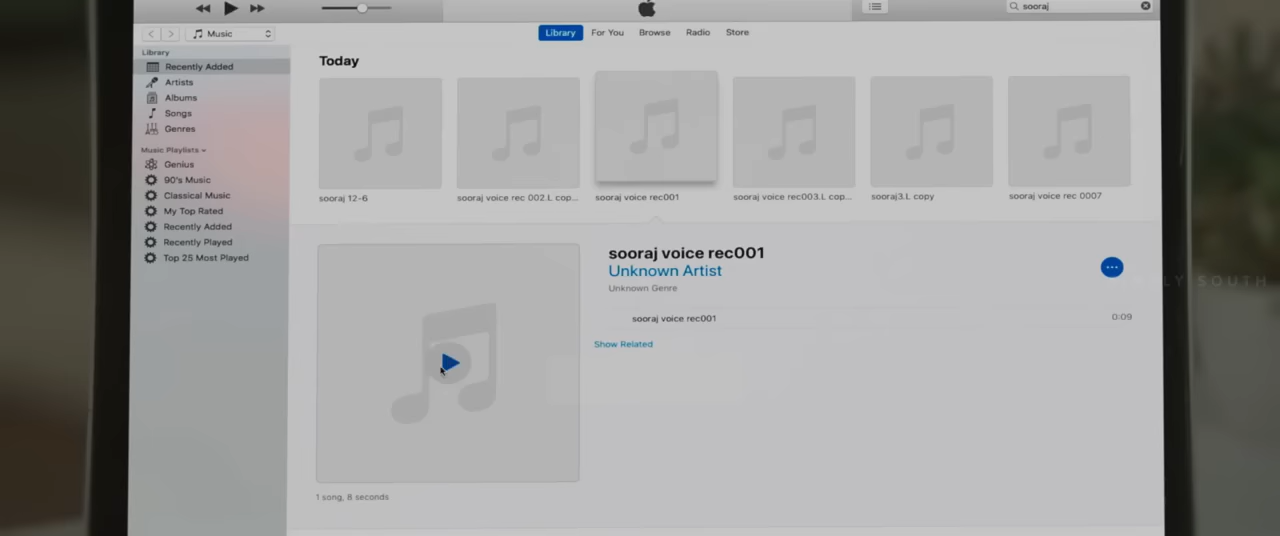 sooraj
Music
Library For You Browse Radio Store
Library
Recently Added
Artists
Albums
Songs
Genres
Music Playlists
Genius
90's Music
Classical Music
My Top Rated
Recently Added
Recently Played
Top 25 Most Played
Today
sooraj 12-6
sooraj voice rec 002.L cop...
sooraj voice rec001
sooraj voice rec003.L cop...
sooraj3.L copy
sooraj voice rec 0007
sooraj voice rec001
Unknown Artist
Unknown Genre
sooraj voice rec001 0:09
Show Related
1 song, 8 seconds
SOUTH